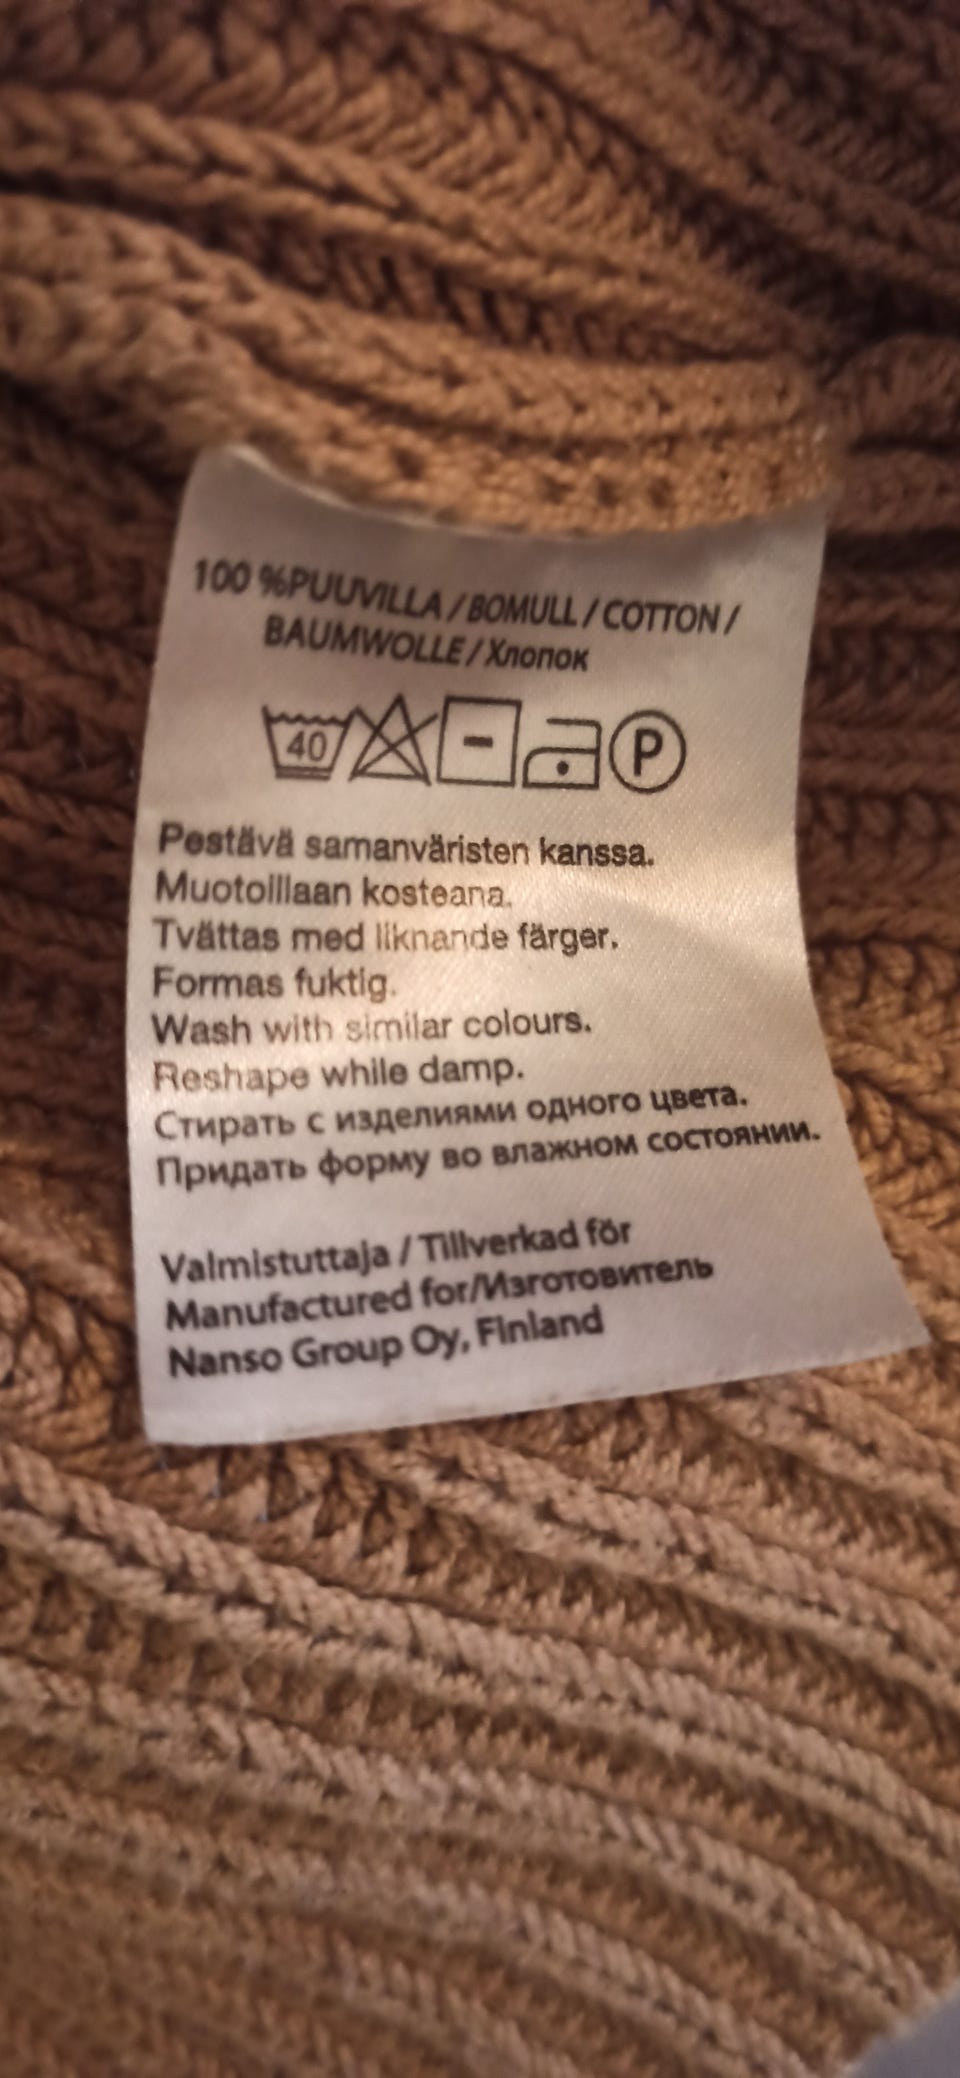 100 %PUUVILLA / BOMULL / COTTON /
BAUMWOLLE / Хлопок
40 P
Pestävä samanväristen kanssa.
Muotoillaan kosteana.
Tvättas med liknande färger.
Formas fuktig.
Wash with similar colours.
Reshape while damp.
Стирать с изделиями одного цвета.
Придать форму во влажном состоянии.
Valmistuttaja / Tillverkad för
Manufactured for/Изготовитель
Nanso Group Oy, Finland